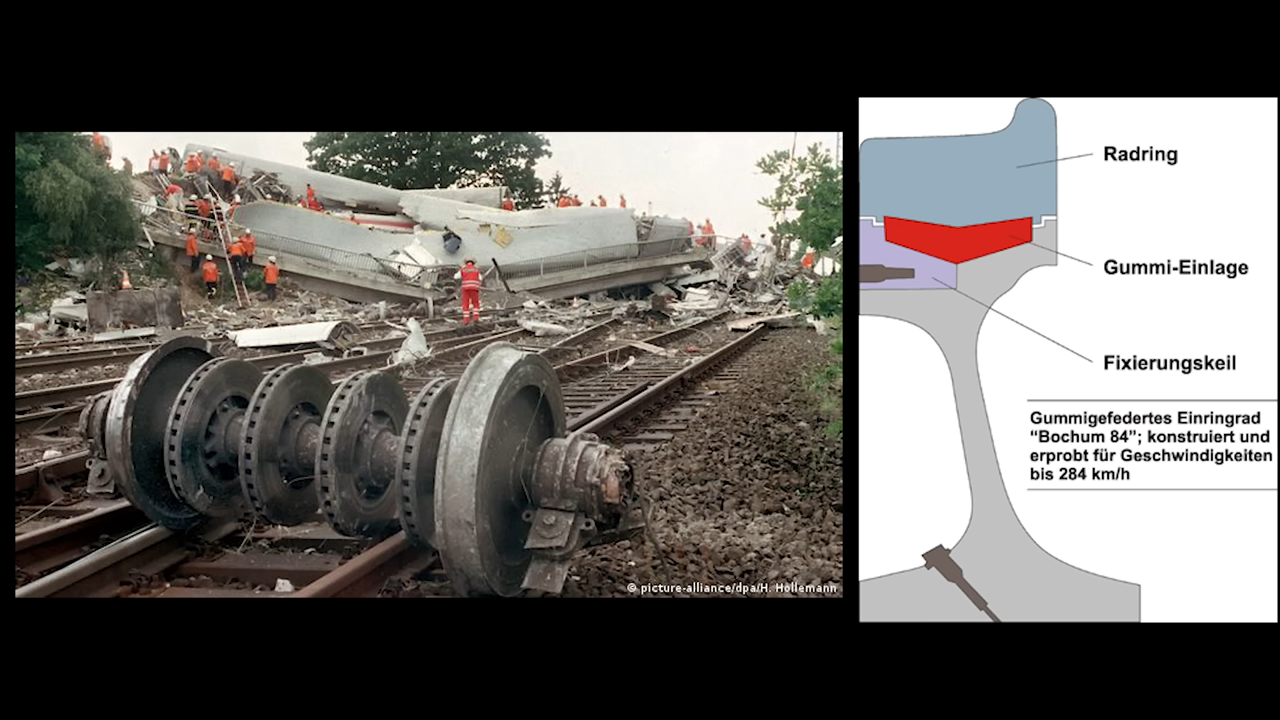 © picture-alliance/dpa/H. Hollemann
Radring
Gummi-Einlage
Fixierungskeil
Gummigefedertes Einringrad
“Bochum 84”; konstruiert und
erprobt für Geschwindigkeiten
bis 284 km/h